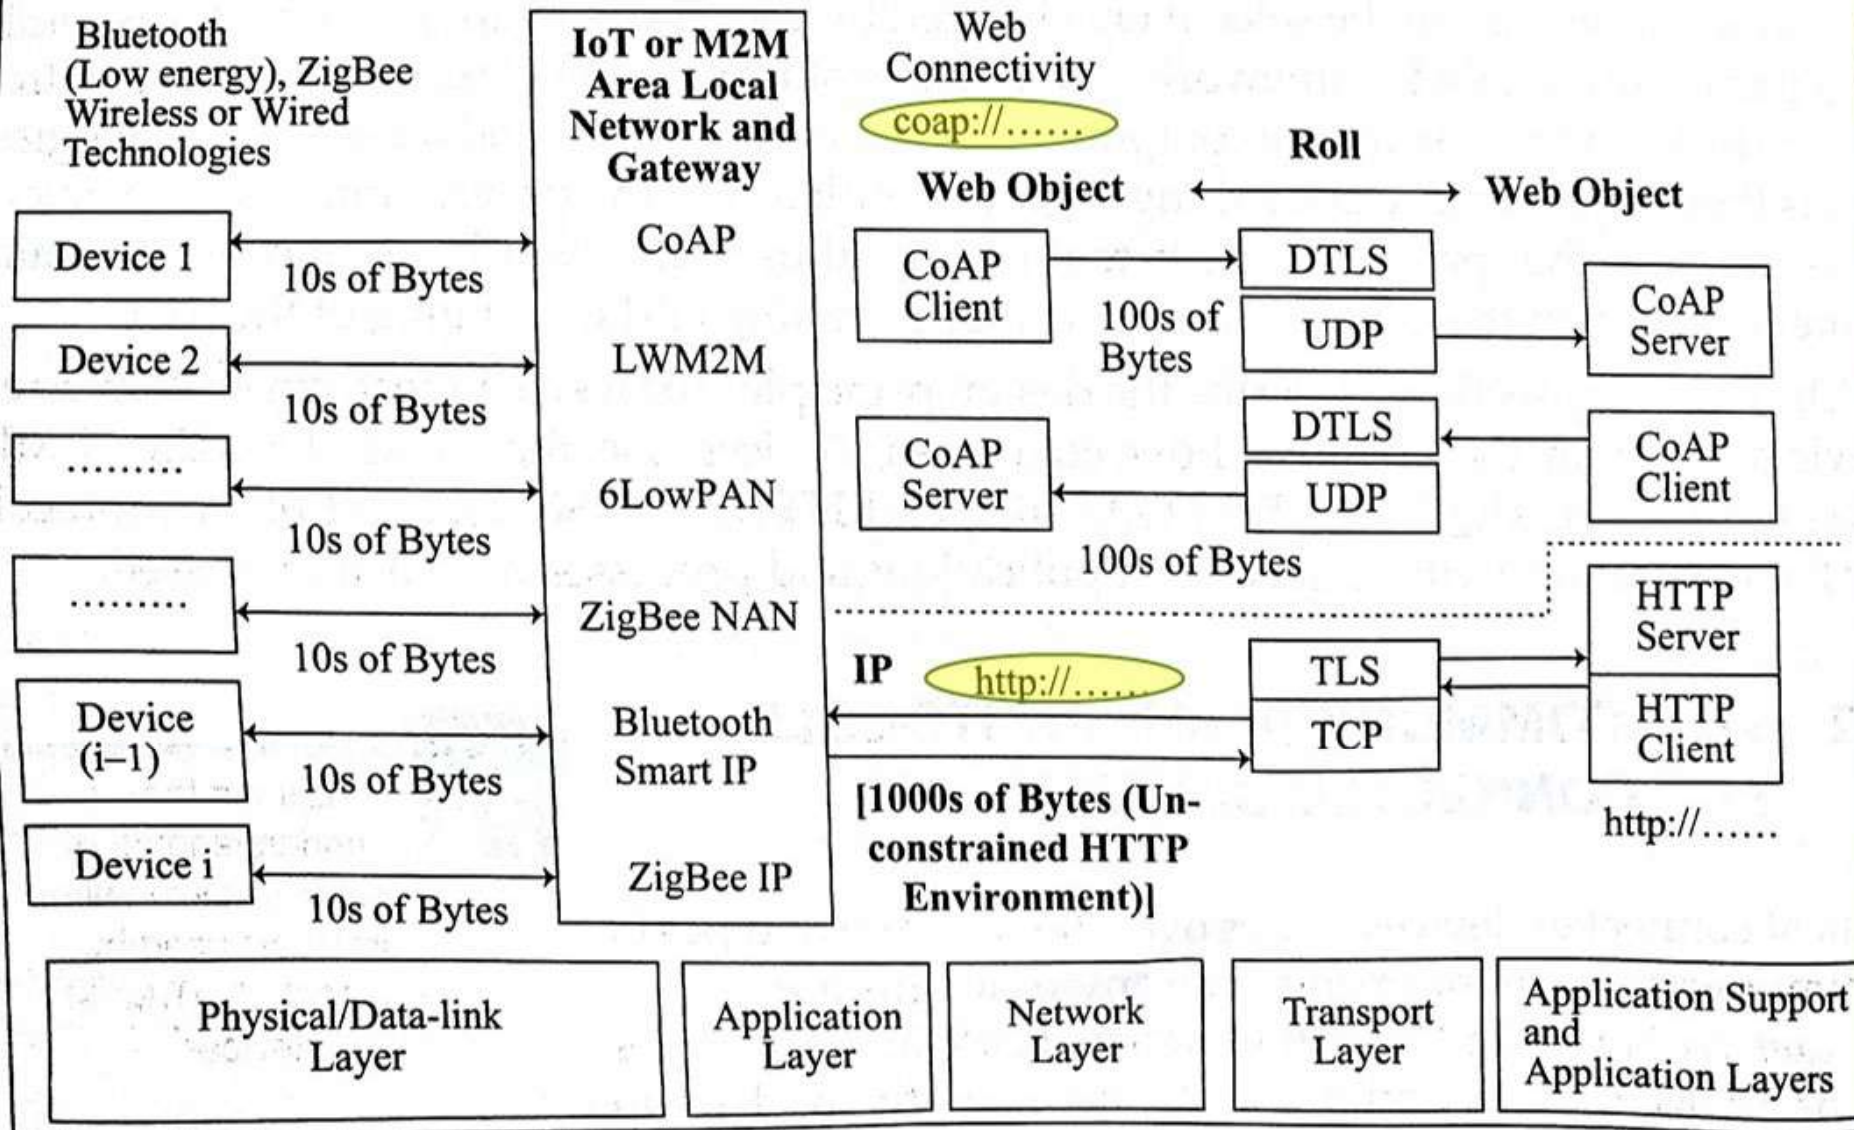 Bluetooth
(Low energy), ZigBee
Wireless or Wired
Technologies
Device 1
10s of Bytes
Device 2
10s of Bytes
.........
10s of Bytes
.........
10s of Bytes
Device
(i–1)
10s of Bytes
Device i
10s of Bytes
IoT or M2M
Area Local
Network and
Gateway
CoAP
LWM2M
6LowPAN
ZigBee NAN
Bluetooth
Smart IP
ZigBee IP
Web
Connectivity
coap://......
Web Object
Roll
Web Object
CoAP
Client
100s of
Bytes
DTLS
UDP
CoAP
Server
CoAP
Server
DTLS
UDP
CoAP
Client
100s of Bytes
IP
http://......
TLS
TCP
HTTP
Server
HTTP
Client
http://......
[1000s of Bytes (Un-
constrained HTTP
Environment)]
Physical/Data-link
Layer
Application
Layer
Network
Layer
Transport
Layer
Application Support
and
Application Layers